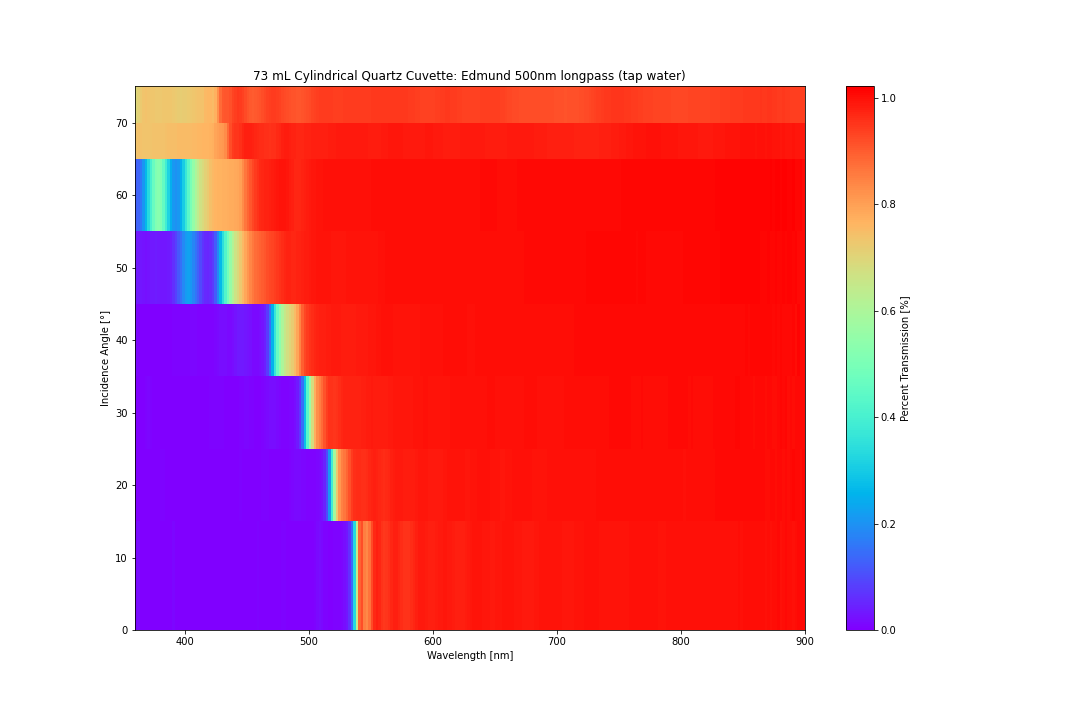 73 mL Cylindrical Quartz Cuvette: Edmund 500nm longpass (tap water)
70
60
50
40
30
20
10
0
Incidence Angle [°]
400 500 600 700 800 900
Wavelength [nm]
1.0
0.8
0.6
0.4
0.2
0.0
Percent Transmission [%]